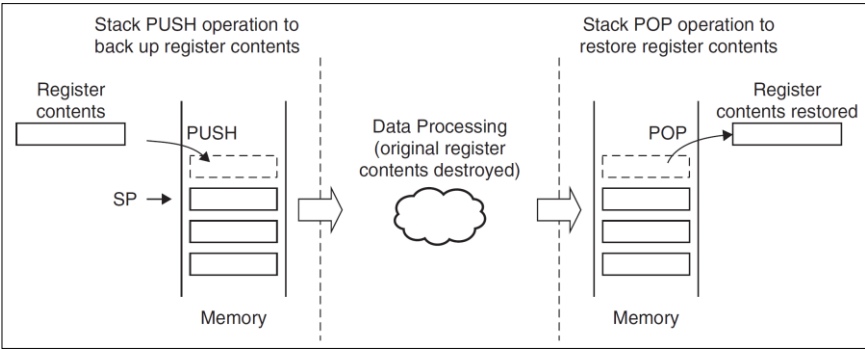 Stack PUSH operation to
back up register contents
Stack POP operation to
restore register contents
Register
contents
PUSH
SP
Memory
Data Processing
(original register
contents destroyed)
POP
Register
contents restored
Memory